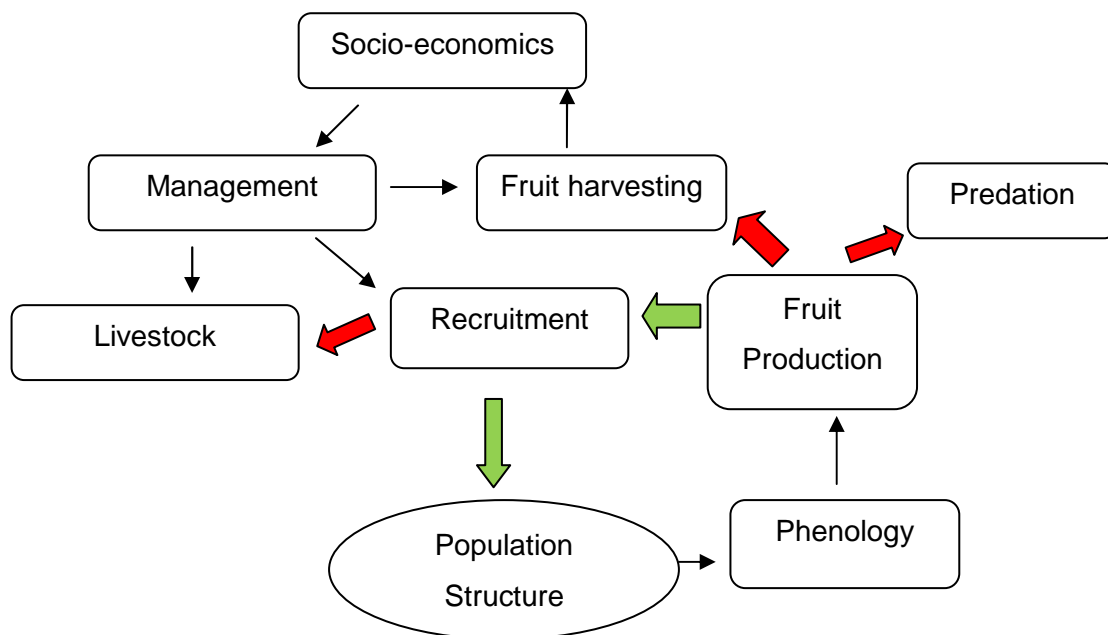 Socio-economics
Management
Fruit harvesting
Predation
Livestock
Recruitment
Fruit
Production
Population
Structure
Phenology